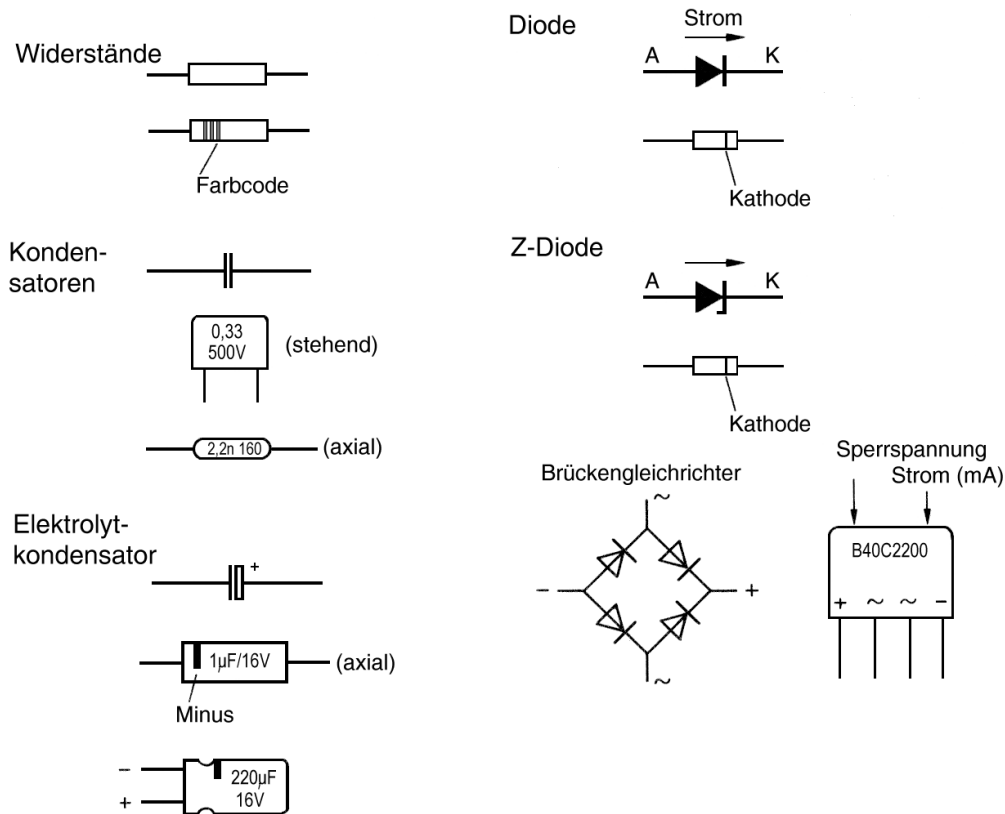 Widerstände
Farbcode
Konden-
satoren
0,33
500V
(stehend)
2,2n 160
(axial)
Elektrolyt-
kondensator
+
1µF/16V
(axial)
Minus
–
+
220µF
16V
Diode
Strom
A K
Kathode
Z-Diode
A K
Kathode
Brückengleichrichter
~
– +
~
Sperrspannung
Strom (mA)
B40C2200
+ ~ ~ –